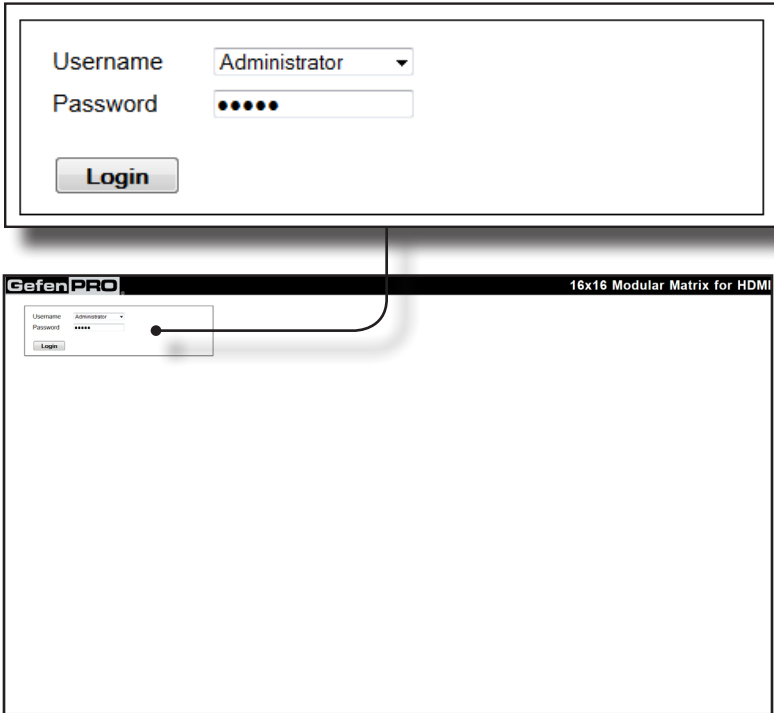 Username Administrator
Password •••••
Login
GefenPRO 16x16 Modular Matrix for HDMI
Username Administrator
Password •••••
Login